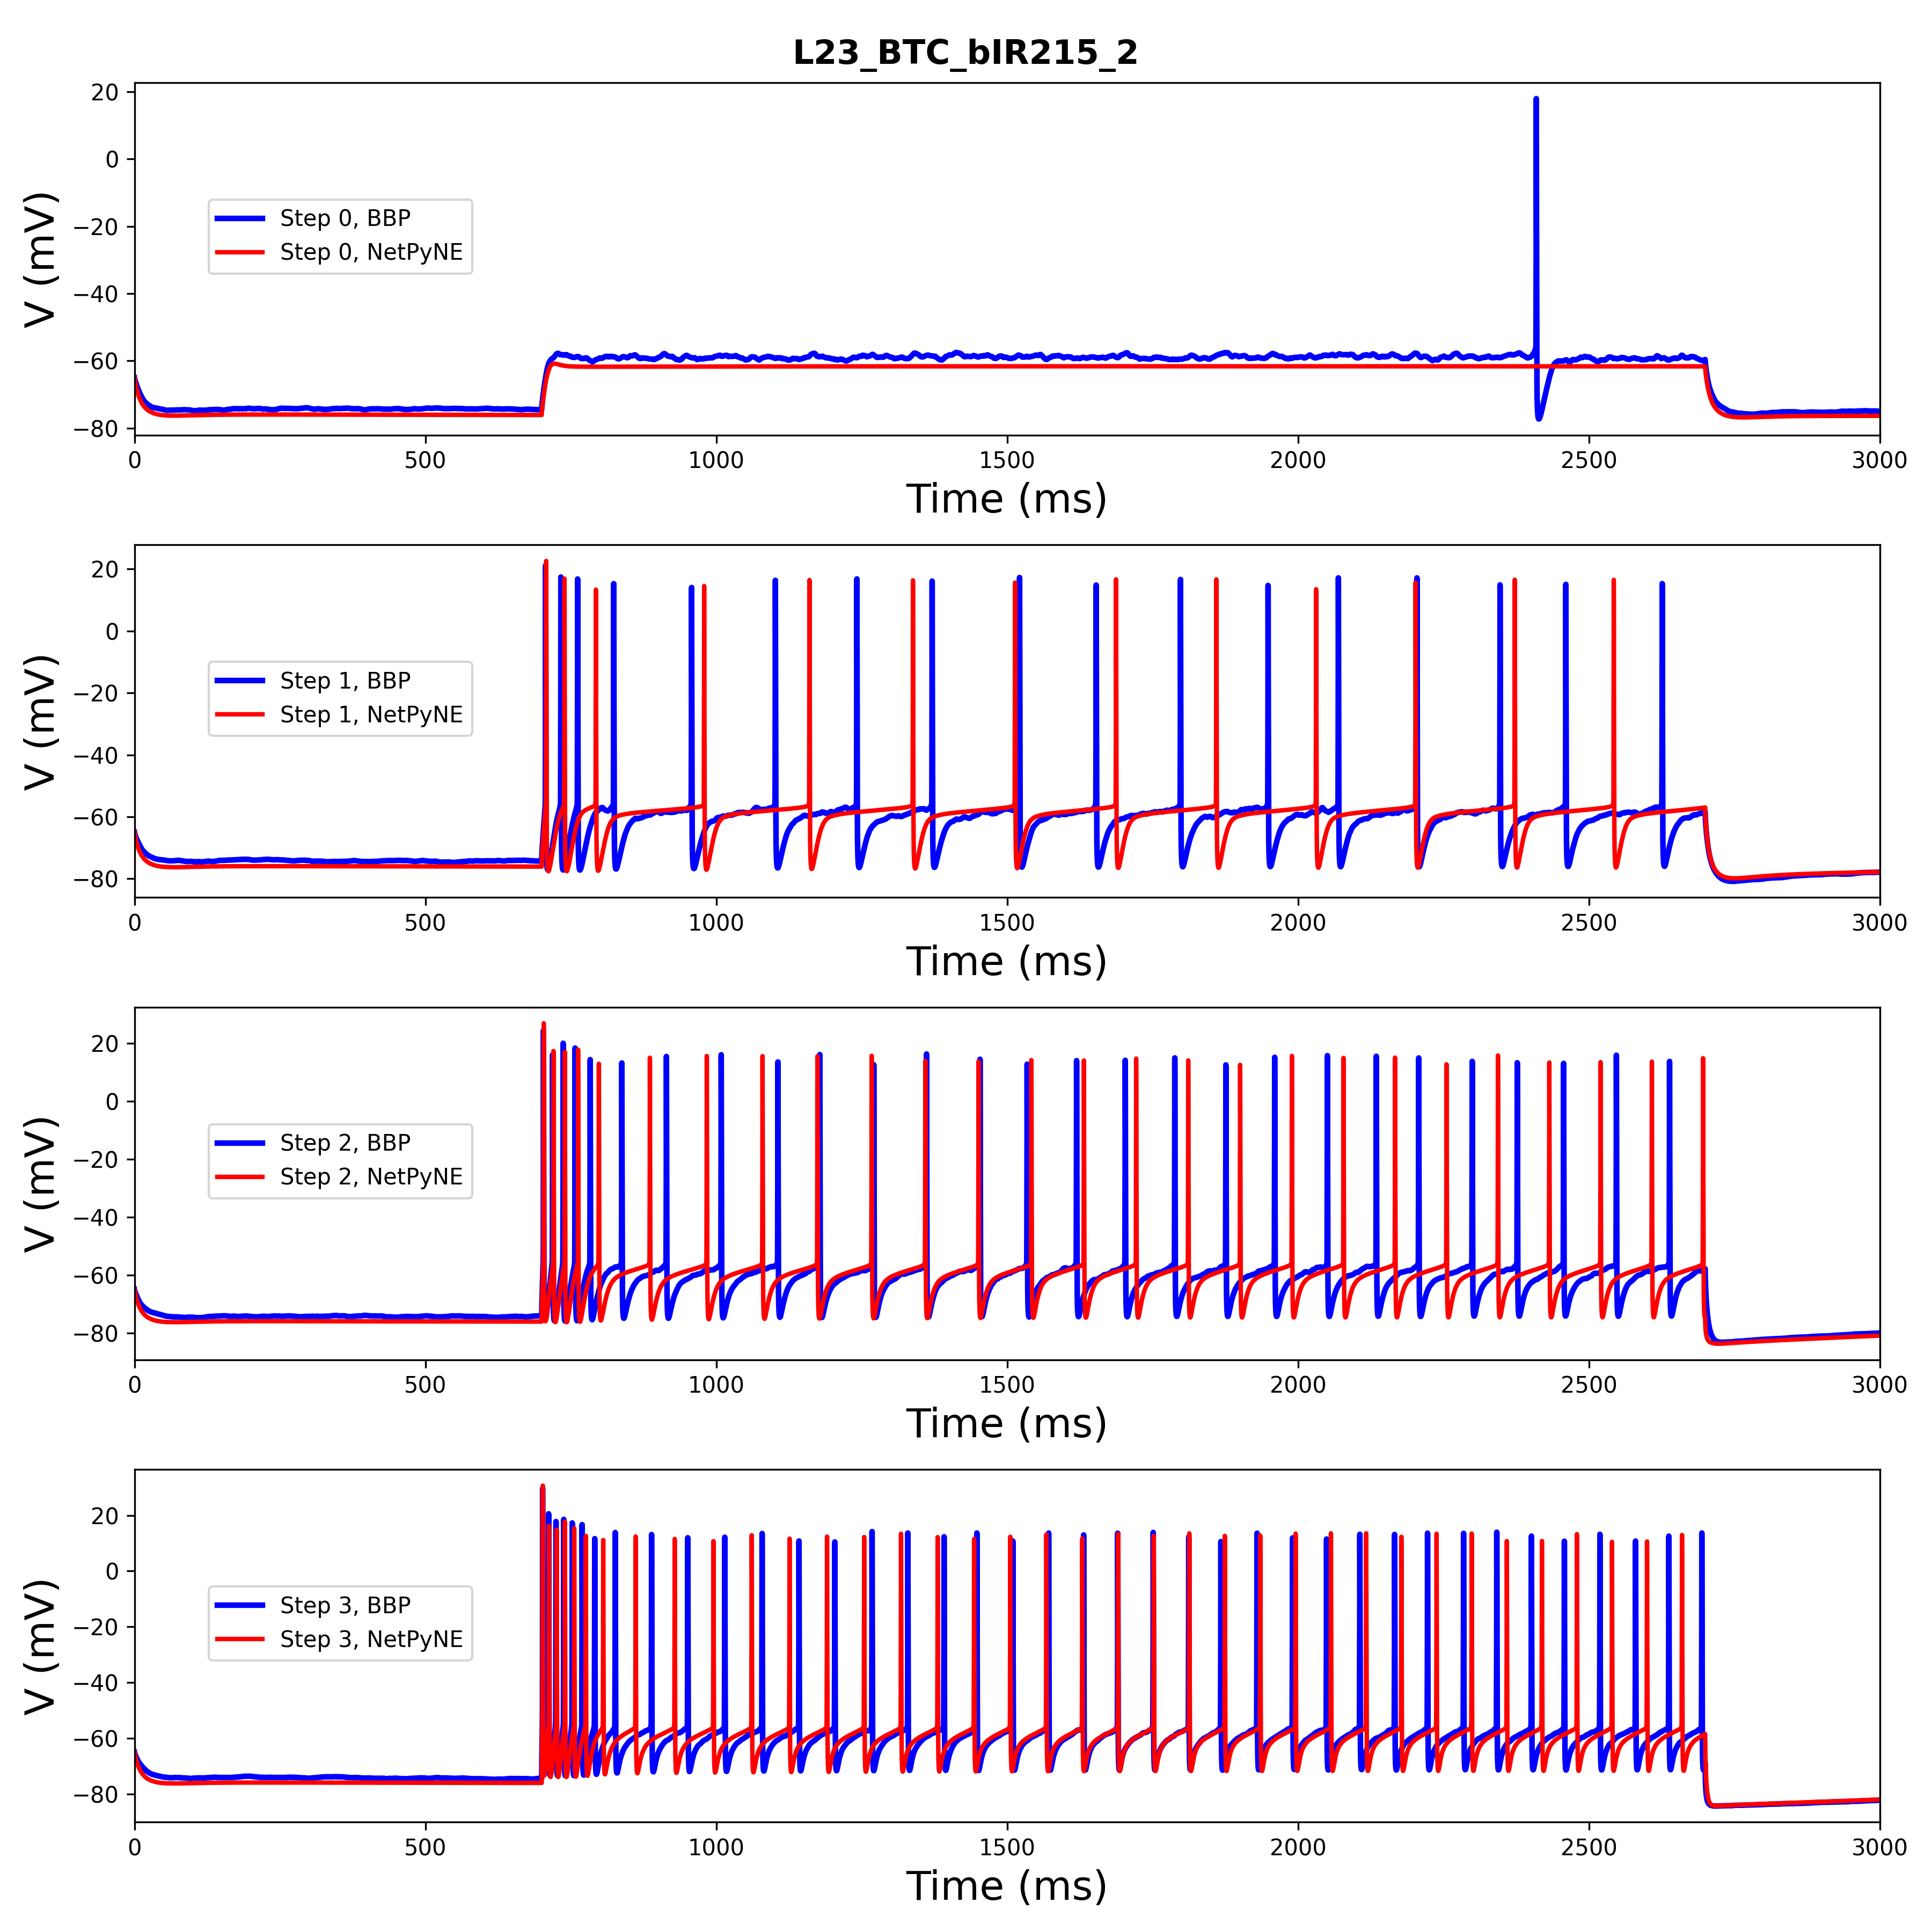 L23_BTC_bIR215_2
20
0
−20
−40
−60
−80
V (mV)
Step 0, BBP
Step 0, NetPyNE
0 500 1000 1500 2000 2500 3000
Time (ms)
20
0
−20
−40
−60
−80
V (mV)
Step 1, BBP
Step 1, NetPyNE
0 500 1000 1500 2000 2500 3000
Time (ms)
20
0
−20
−40
−60
−80
V (mV)
Step 2, BBP
Step 2, NetPyNE
0 500 1000 1500 2000 2500 3000
Time (ms)
20
0
−20
−40
−60
−80
V (mV)
Step 3, BBP
Step 3, NetPyNE
0 500 1000 1500 2000 2500 3000
Time (ms)